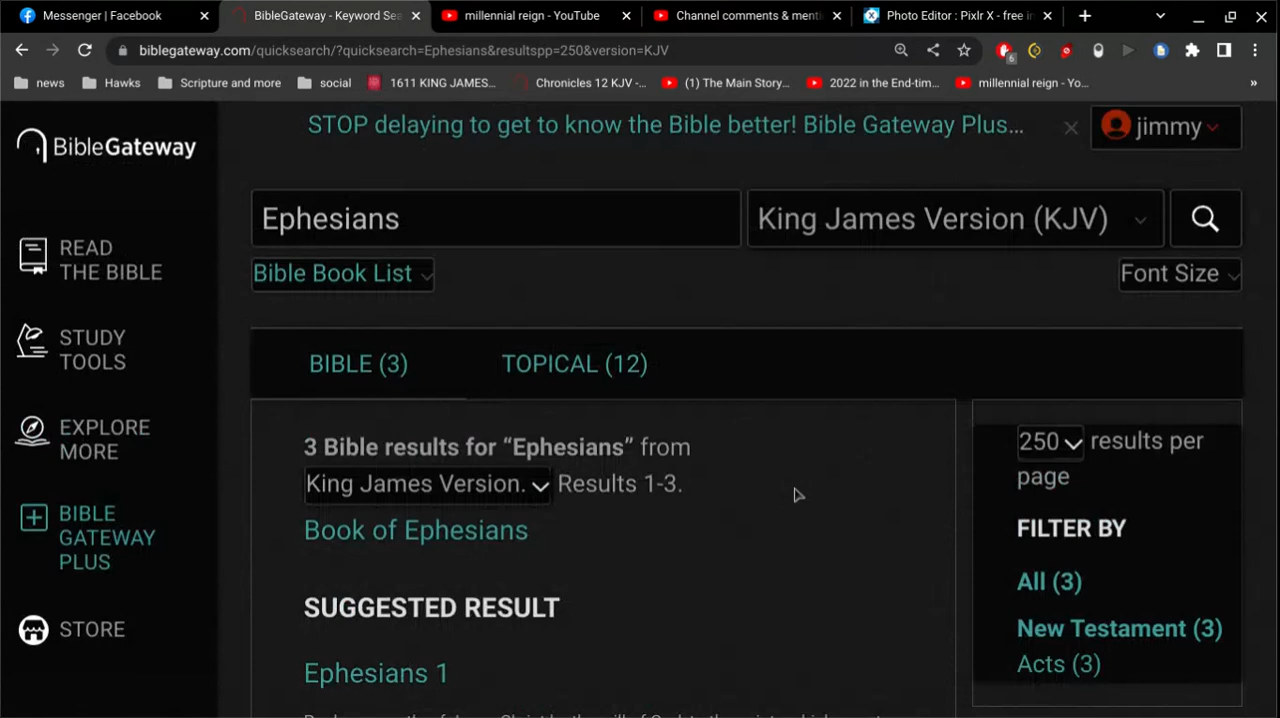 Messenger | Facebook
BibleGateway - Keyword Sea
millennial reign - YouTube
Channel comments & menti
Photo Editor : Pixlr X - free i
biblegateway.com/quicksearch/?quicksearch=Ephesians&resultspp=250&version=KJV
6
news
Hawks
Scripture and more
social
1611 KING JAMES...
Chronicles 12 KJV -...
(1) The Main Story...
2022 in the End-tim...
millennial reign - Yo...
»
BibleGateway
STOP delaying to get to know the Bible better! Bible Gateway Plus...
jimmy
Ephesians
King James Version (KJV)
Bible Book List
Font Size
READ
THE BIBLE
STUDY
TOOLS
EXPLORE
MORE
BIBLE
GATEWAY
PLUS
STORE
BIBLE (3)
TOPICAL (12)
3 Bible results for “Ephesians” from
King James Version. Results 1-3.
Book of Ephesians
SUGGESTED RESULT
Ephesians 1
250 results per
page
FILTER BY
All (3)
New Testament (3)
Acts (3)